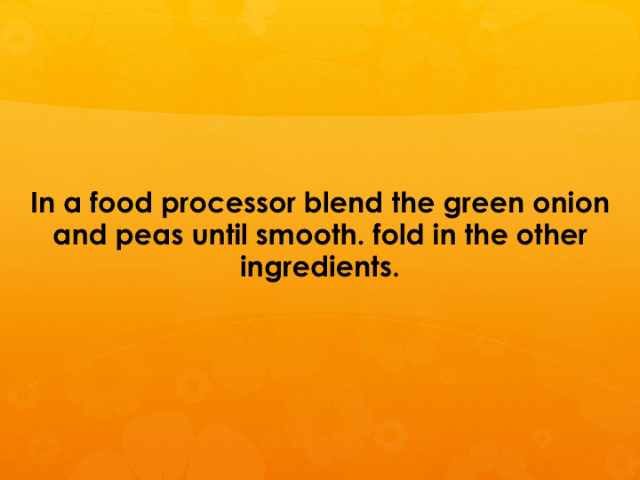 In a food processor blend the green onion
and peas until smooth. fold in the other
ingredients.